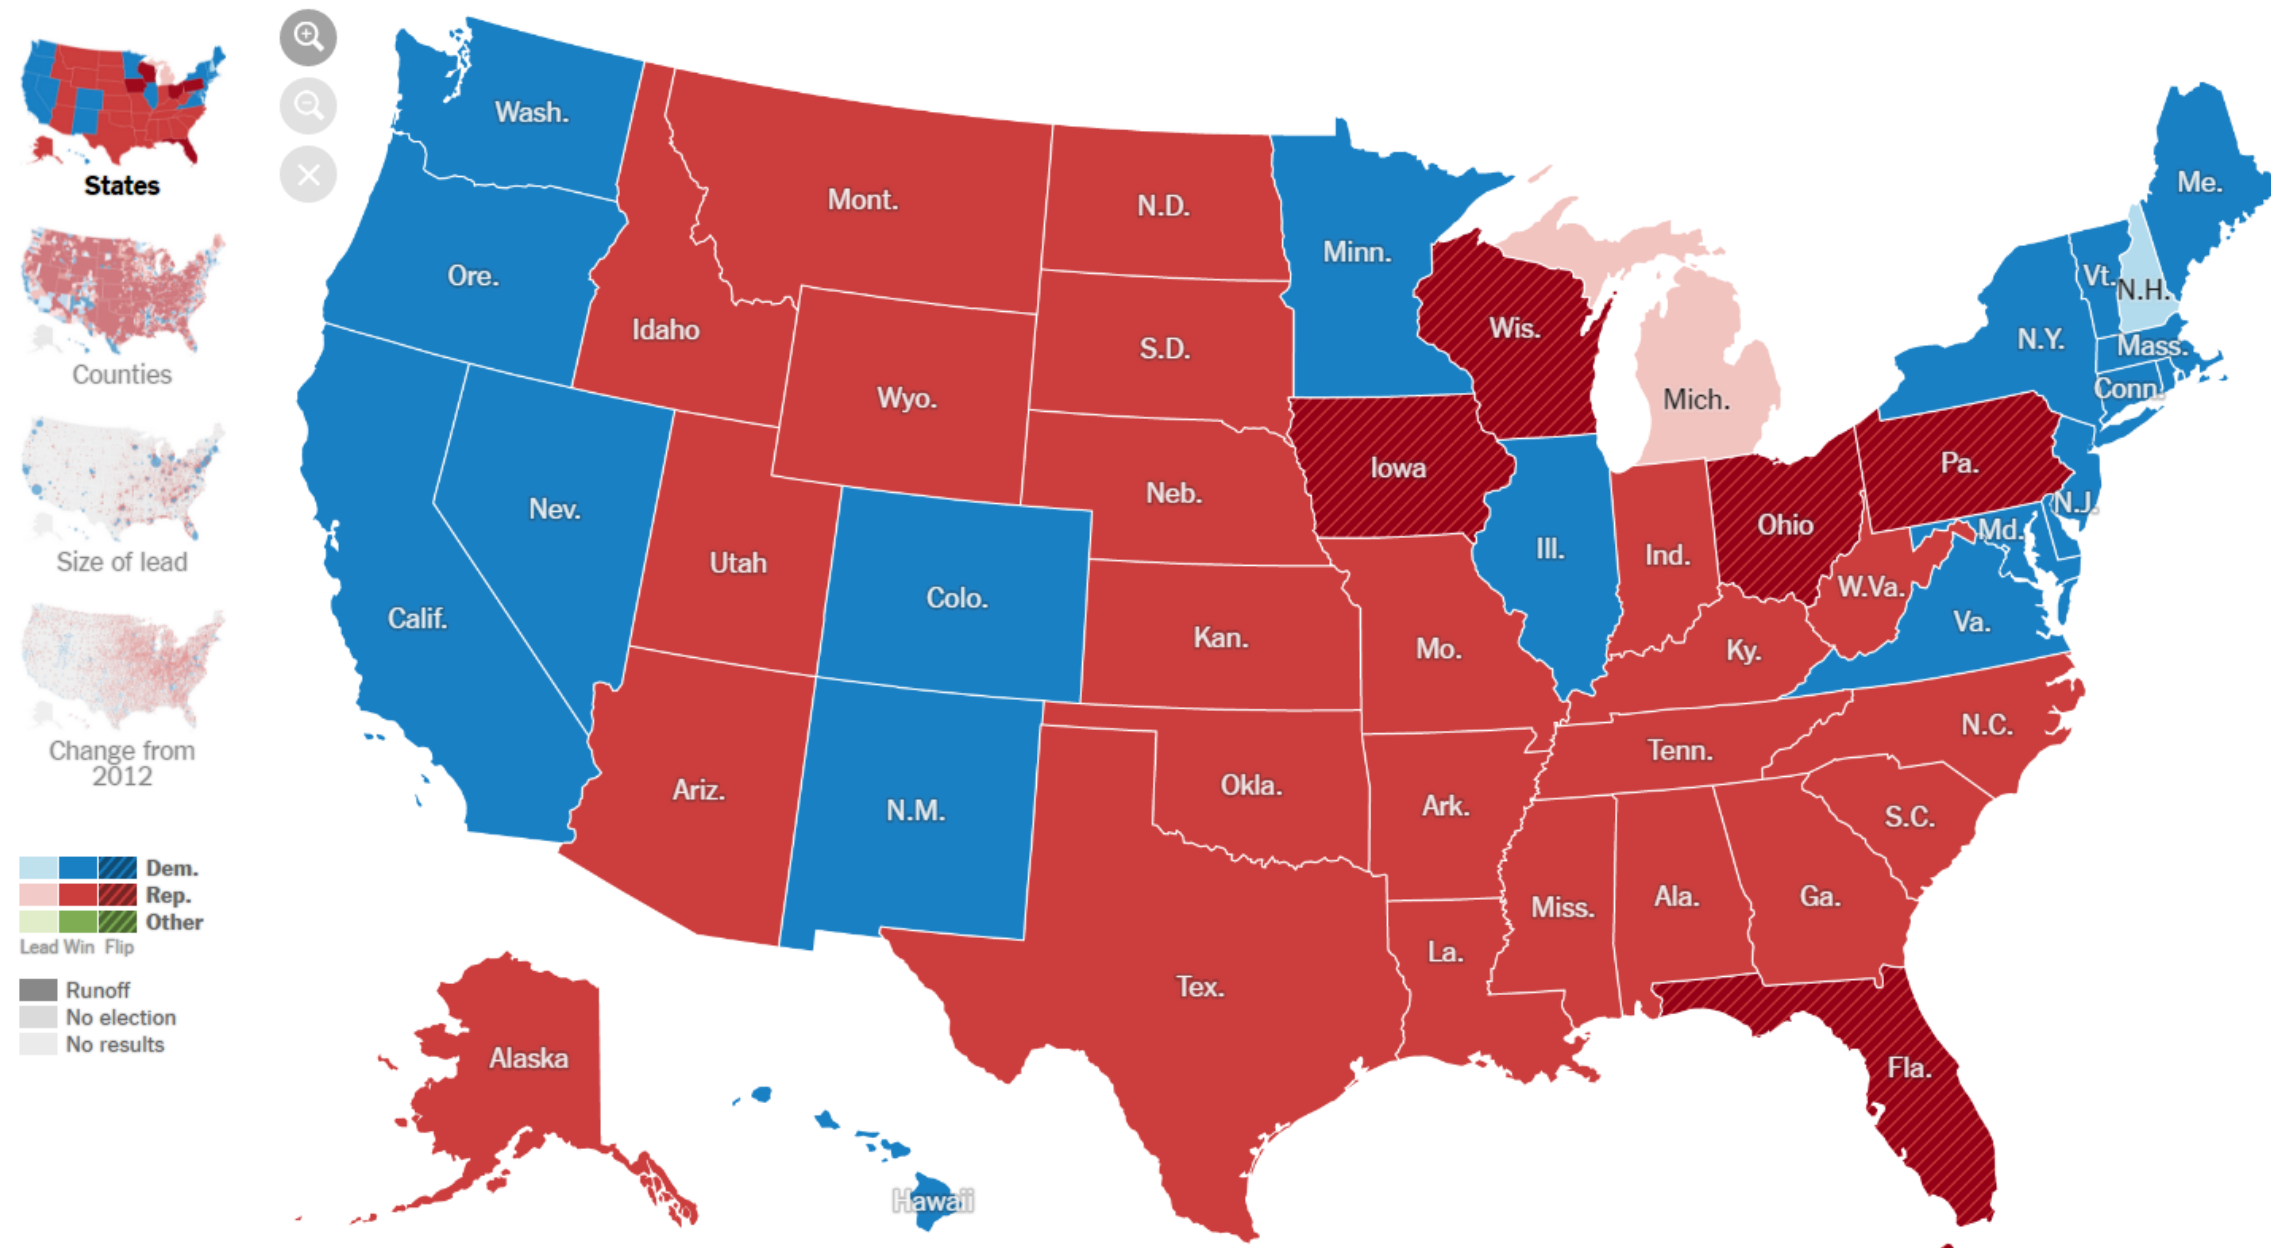 States
Counties
Size of lead
Change from
2012
Dem.
Rep.
Other
Lead Win Flip
Runoff
No election
No results
Wash.
Mont.
N.D.
Minn.
Me.
Ore.
Idaho
S.D.
Wis.
Vt.
N.H.
N.Y.
Mass.
Wyo.
Mich.
Conn.
Nev.
Neb.
Iowa
Pa.
N.J.
Utah
Colo.
Ill.
Ind.
Ohio
Md.
W.Va.
Calif.
Kan.
Mo.
Ky.
Va.
Ariz.
N.M.
Okla.
Ark.
Tenn.
N.C.
S.C.
Tex.
La.
Miss.
Ala.
Ga.
Alaska
Hawaii
Fla.